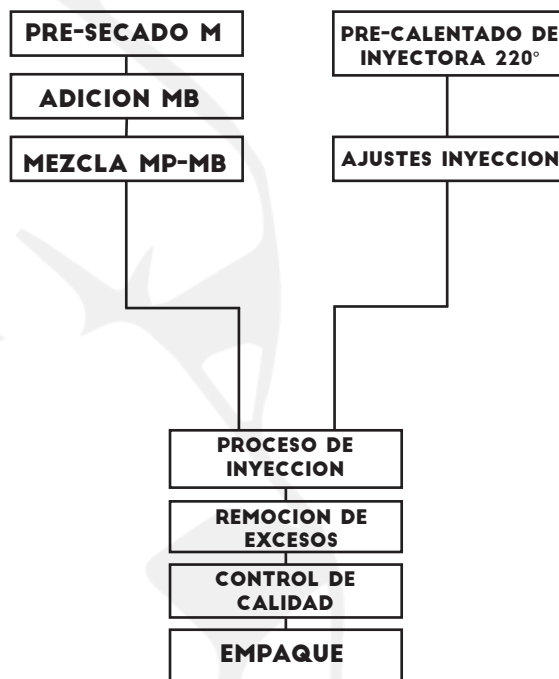 PRE-SECADO M
ADICION MB
MEZCLA MP-MB
PRE-CALENTADO DE
INYECTORA 220°
AJUSTES INYECCION
PROCESO DE
INYECCION
REMOCION DE
EXCESOS
CONTROL DE
CALIDAD
EMPAQUE